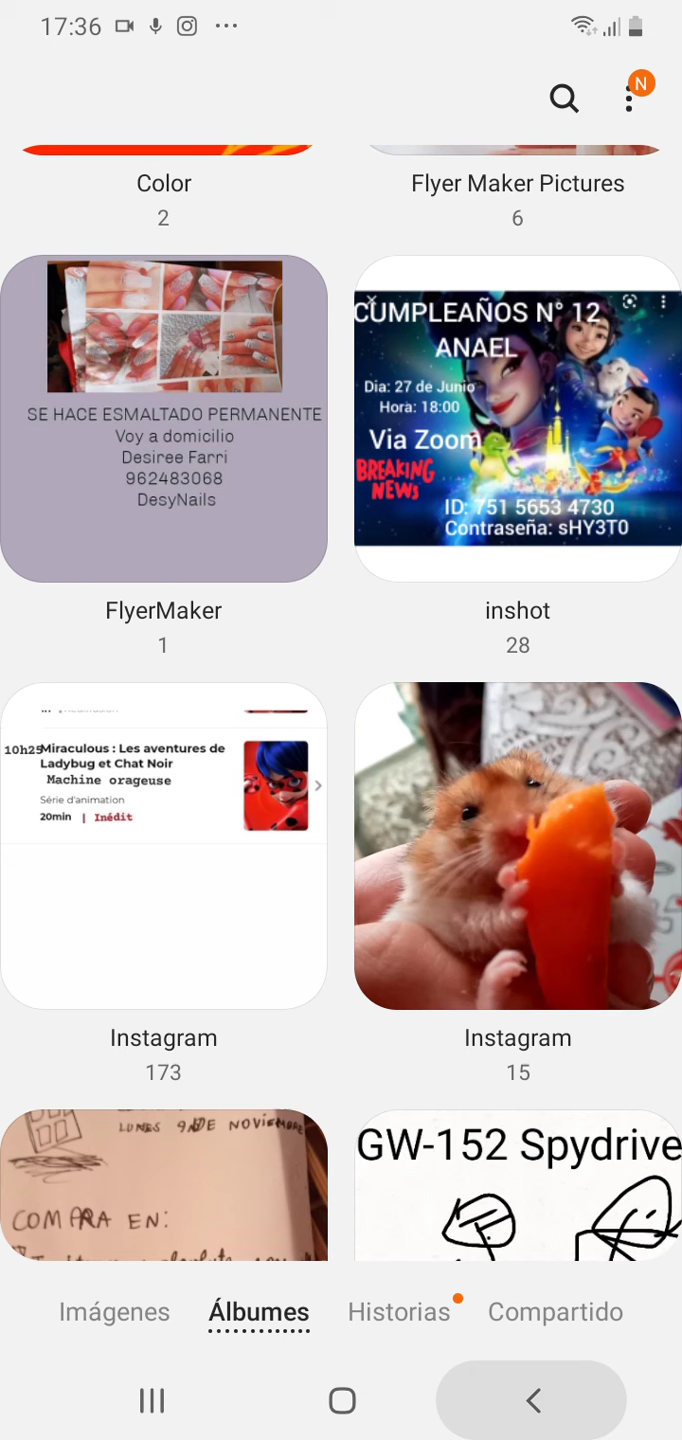 17:36
N
Color
Flyer Maker Pictures
2
6
SE HACE ESMALTADO PERMANENTE
Voy a domicilio
Desiree Farri
962483068
DesyNails
CUMPLEAÑOS N° 12
ANAEL
Dia: 27 de Junio
Hora: 18:00
Via Zoom
BREAKING
NEWS
ID: 751 5653 4730
Contraseña: sHY3T0
FlyerMaker
inshot
1
28
10h25
Miraculous : Les aventures de
Ladybug et Chat Noir
Machine orageuse
Série d'animation
20min | Inédit
Instagram
Instagram
173
15
LUNES 9 DE NOVIEMBRE
COMPRA EN:
GW-152 Spydrive
Imágenes
Álbumes
Historias
Compartido